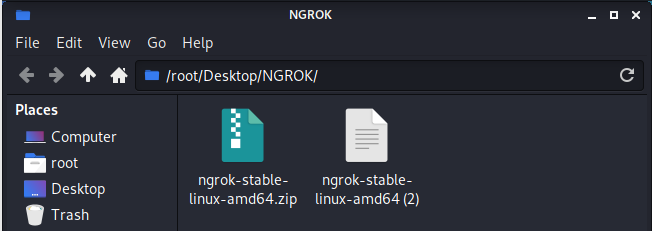 NGROK
File Edit View Go Help
/root/Desktop/NGROK/
Places
Computer
root
Desktop
Trash
ngrok-stable-
linux-amd64.zip
ngrok-stable-
linux-amd64 (2)